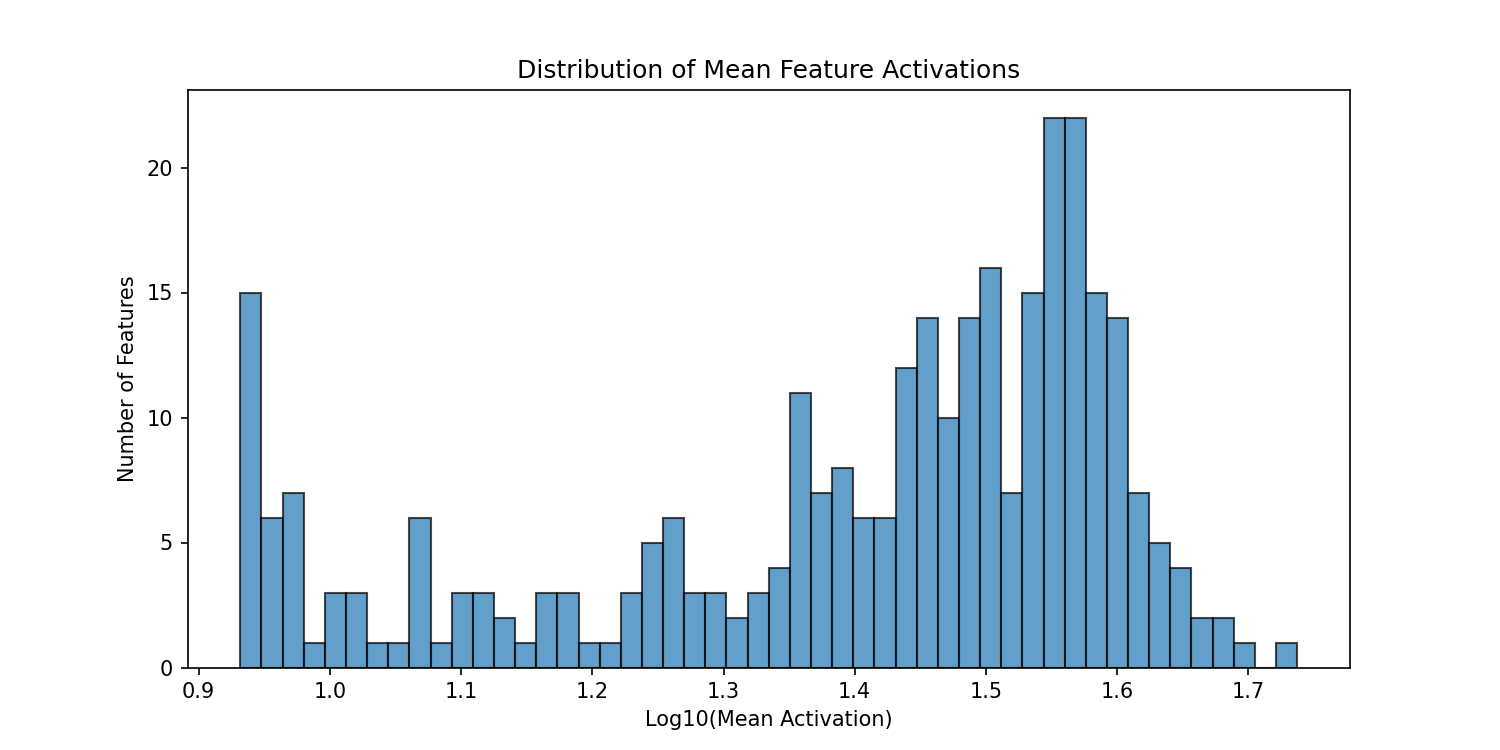 Distribution of Mean Feature Activations
Number of Features
20
15
10
5
0
0.9 1.0 1.1 1.2 1.3 1.4 1.5 1.6 1.7
Log10(Mean Activation)